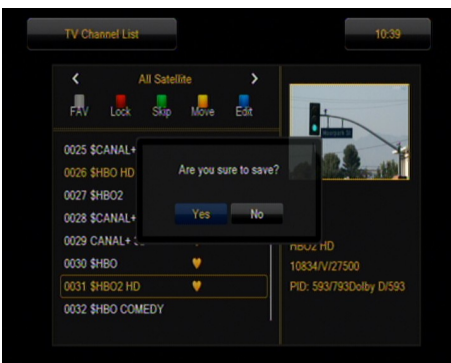 TV Channel List
10:39
All Satellite
FAV Lock Skip Move Edit
0025 $CANAL+
0026 $HBO HD
0027 $HBO2
0028 $CANAL+
0029 CANAL+
0030 $HBO
0031 $HBO2 HD
0032 $HBO COMEDY
Are you sure to save?
Yes No
HBO2 HD
10834/V/27500
PID: 593/793Dolby D/593